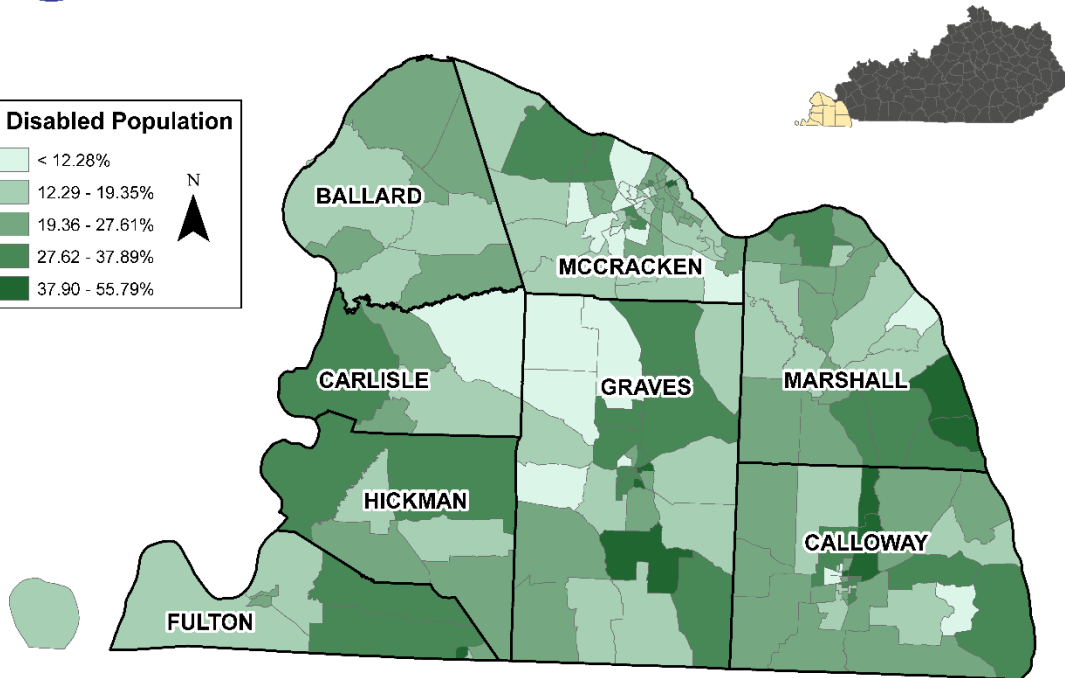 Disabled Population
< 12.28%
12.29 - 19.35%
19.36 - 27.61%
27.62 - 37.89%
37.90 - 55.79%
N
BALLARD
MCCRACKEN
CARLISLE
GRAVES
MARSHALL
HICKMAN
CALLOWAY
FULTON